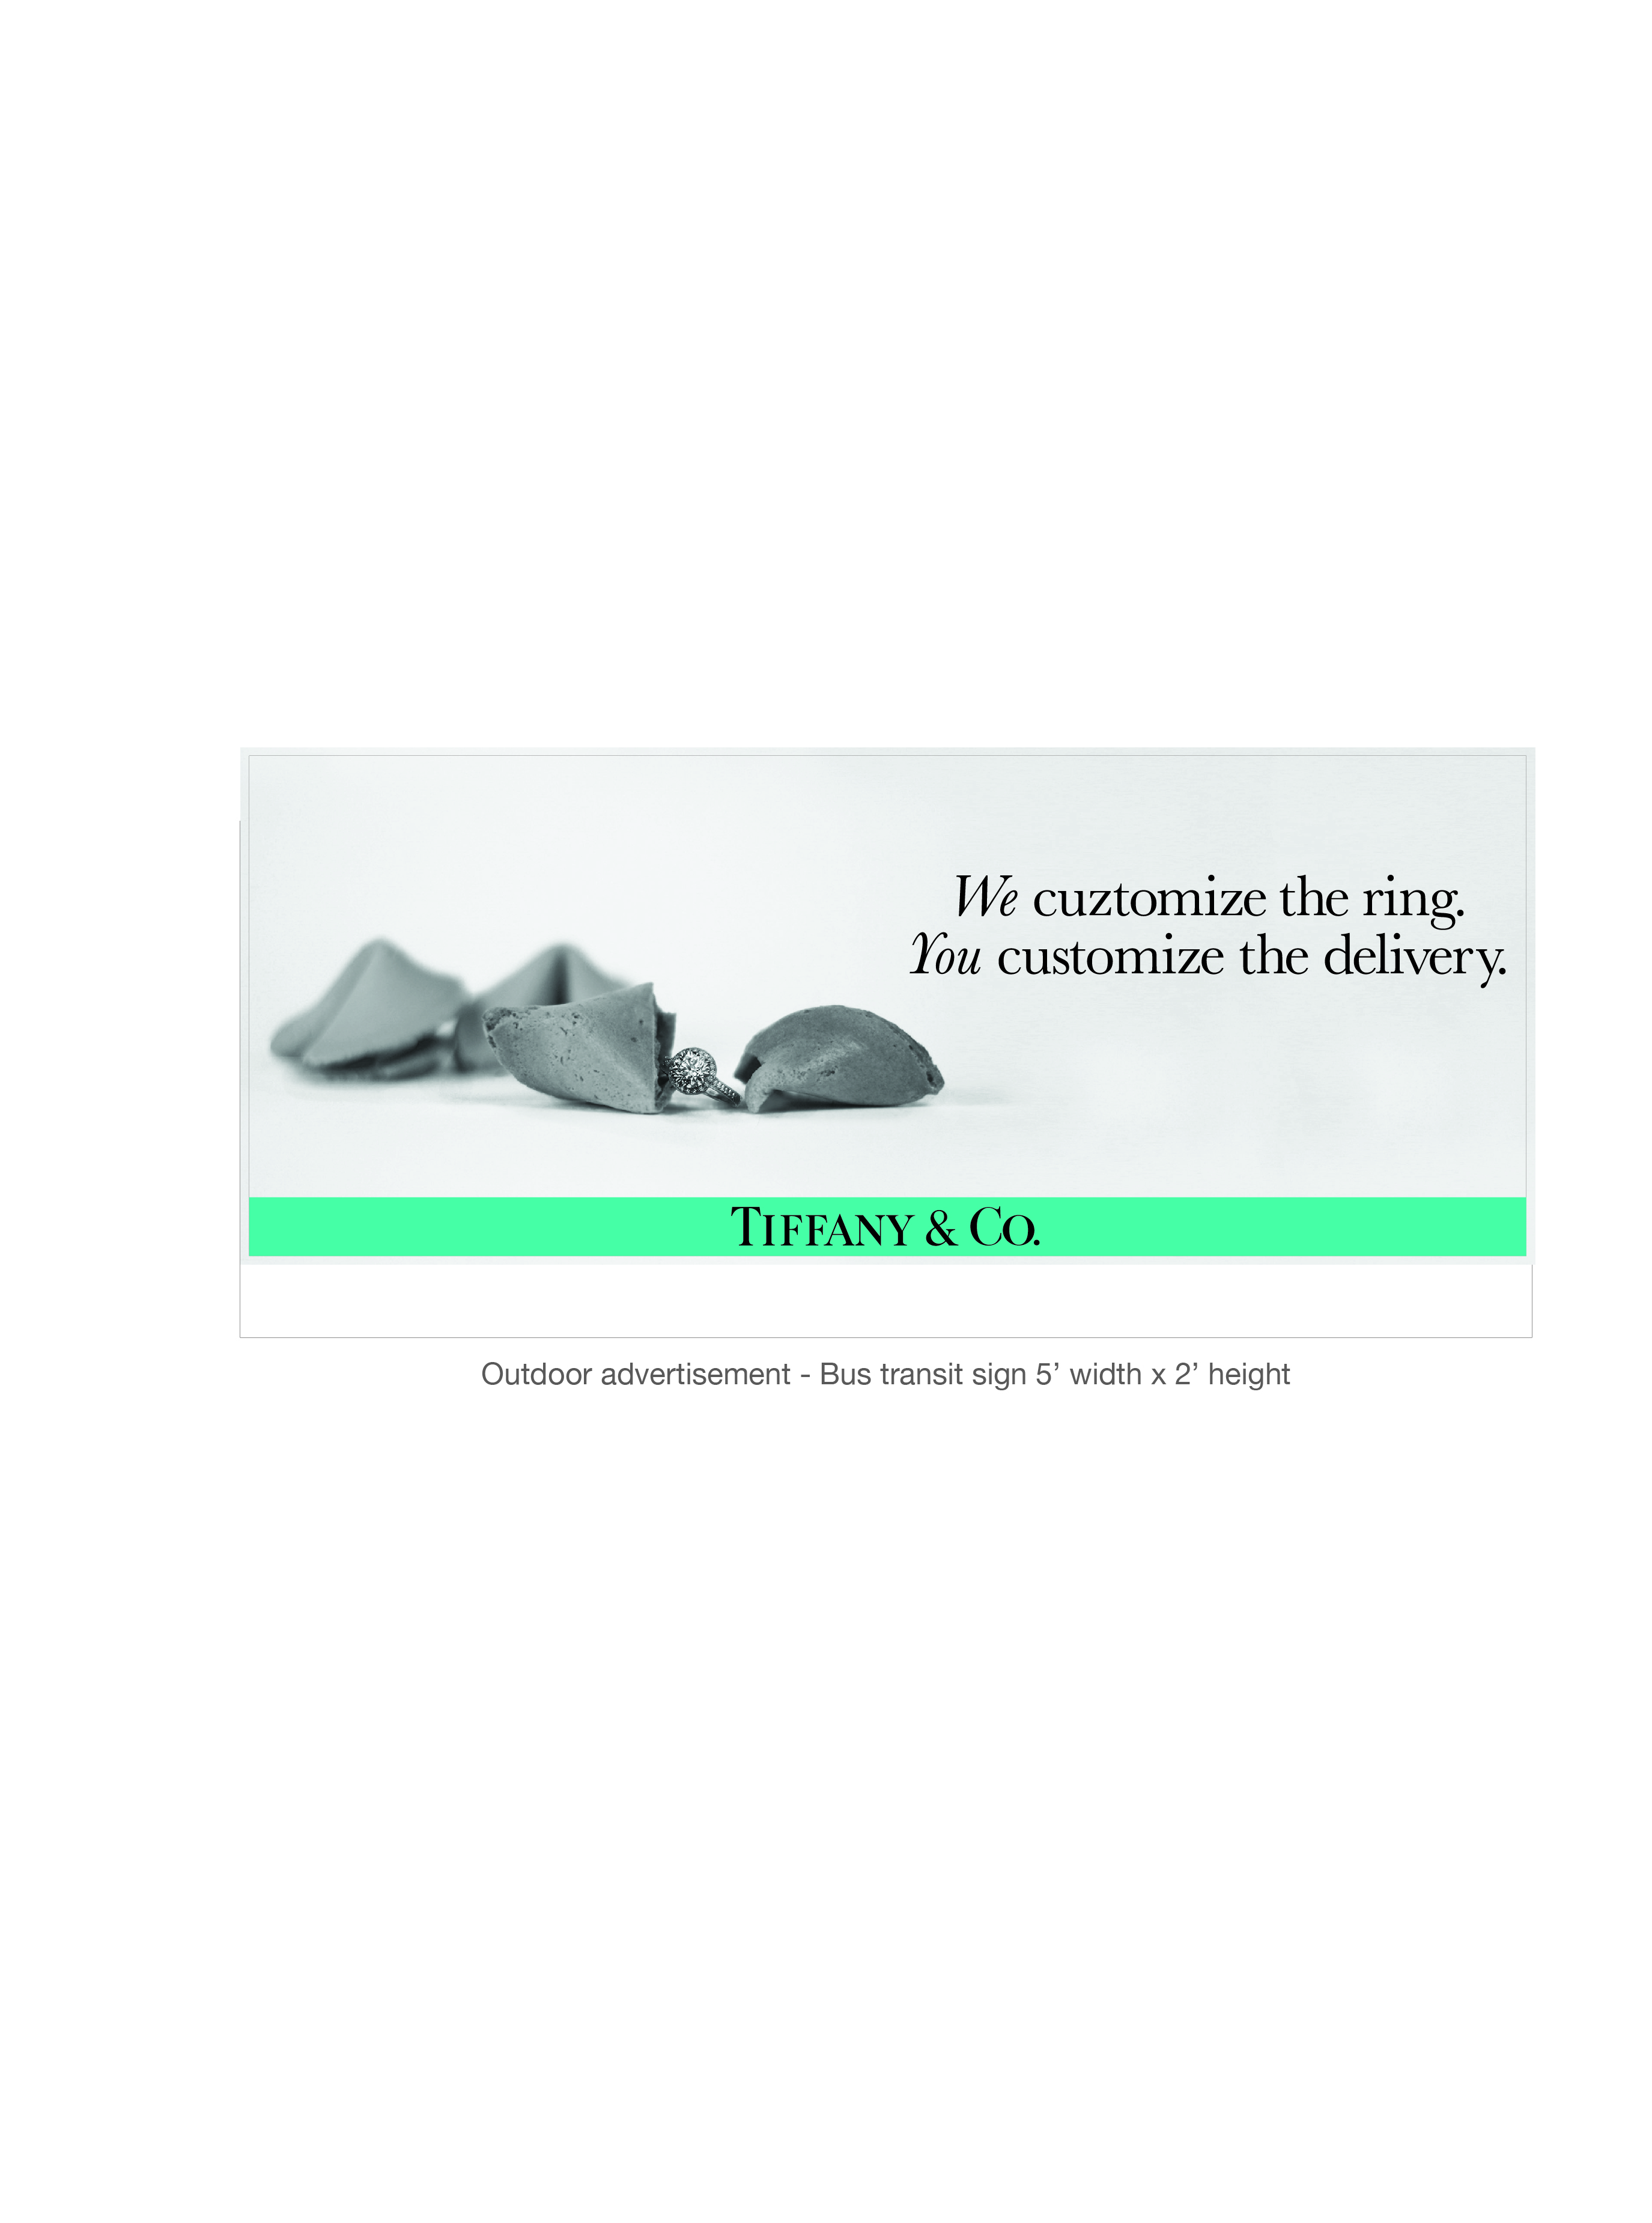 We cuztomize the ring.
You customize the delivery.
TIFFANY & CO.
Outdoor advertisement - Bus transit sign 5’ width x 2’ height